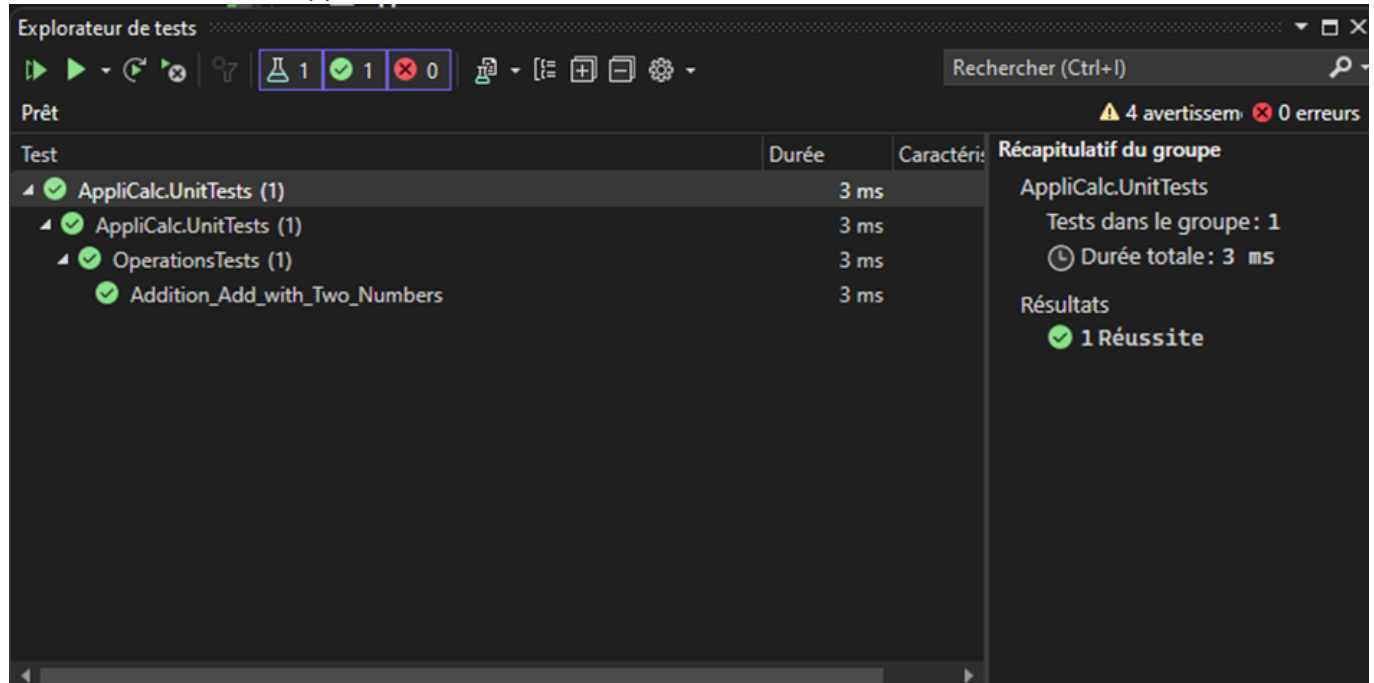 Explorateur de tests
1 1 0 Rechercher (Ctrl+I)
Prêt 4 avertissem 0 erreurs
Test Durée Caractéris
AppliCalc.UnitTests (1) 3 ms
AppliCalc.UnitTests (1) 3 ms
OperationsTests (1) 3 ms
Addition_Add_with_Two_Numbers 3 ms
Récapitulatif du groupe
AppliCalc.UnitTests
Tests dans le groupe: 1
Durée totale: 3 ms
Résultats
1 Réussite